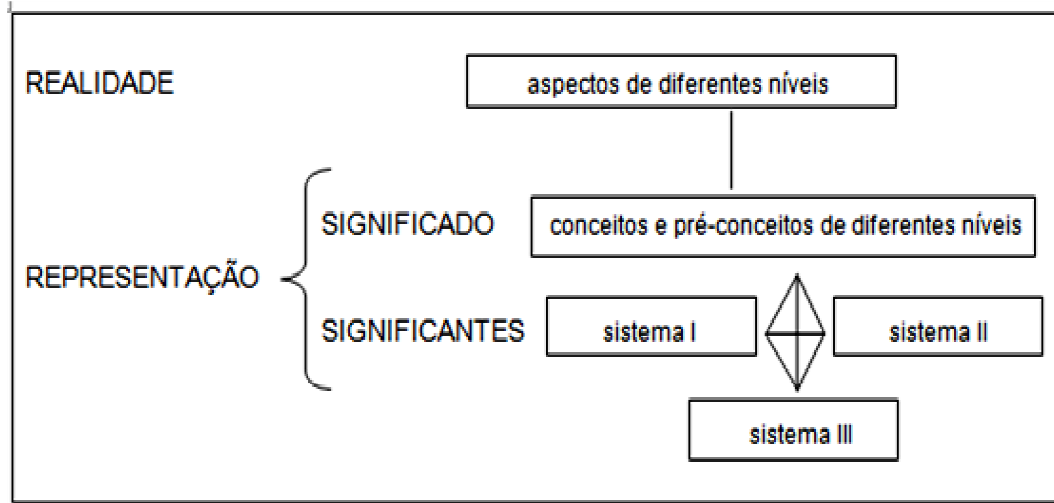 REALIDADE
aspectos de diferentes níveis
SIGNIFICADO
conceitos e pré-conceitos de diferentes níveis
REPRESENTAÇÃO
SIGNIFICANTES
sistema I
sistema II
sistema III